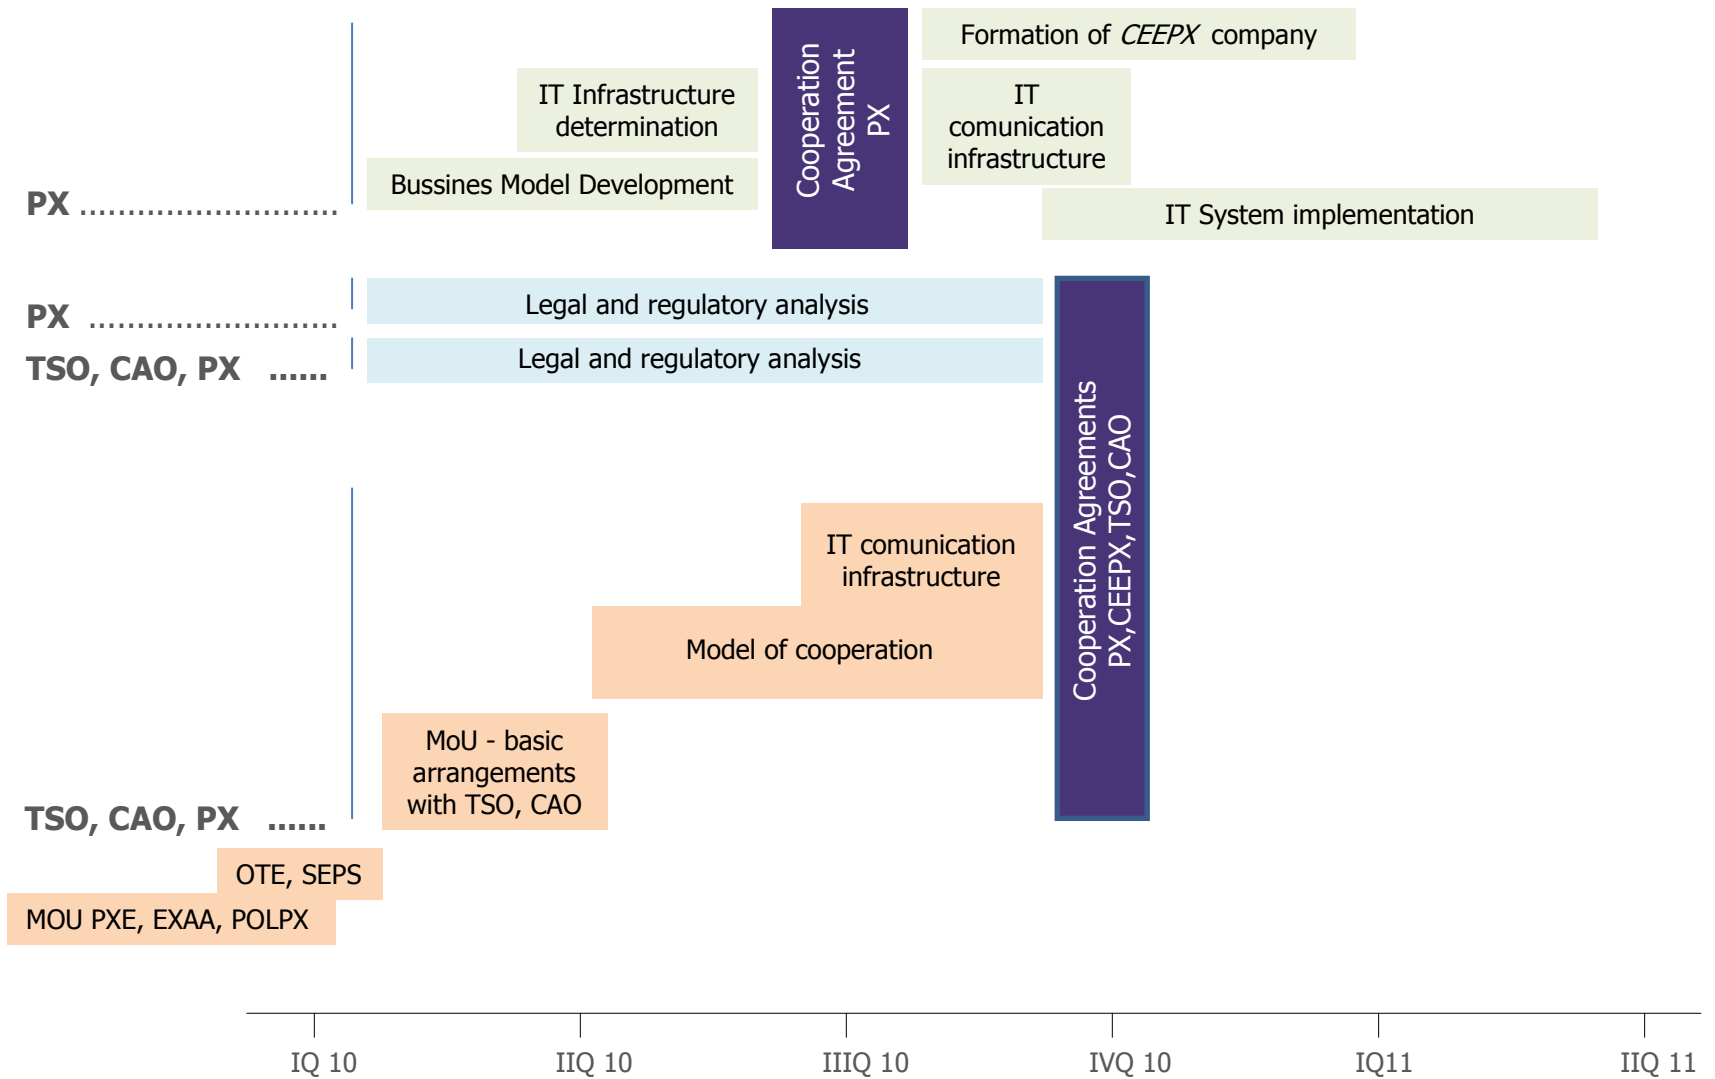 Formation of CEEPX company
IT Infrastructure
determination
Cooperation
Agreement
PX
IT
comunication
infrastructure
Bussines Model Development
PX ...........................
IT System implementation
PX ..........................
Legal and regulatory analysis
TSO, CAO, PX ......
Legal and regulatory analysis
Cooperation Agreements
PX,CEEPX,TSO,CAO
IT comunication
infrastructure
Model of cooperation
MoU - basic
arrangements
with TSO, CAO
TSO, CAO, PX ......
OTE, SEPS
MOU PXE, EXAA, POLPX
IQ 10
IIQ 10
IIIQ 10
IVQ 10
IQ11
IIQ 11